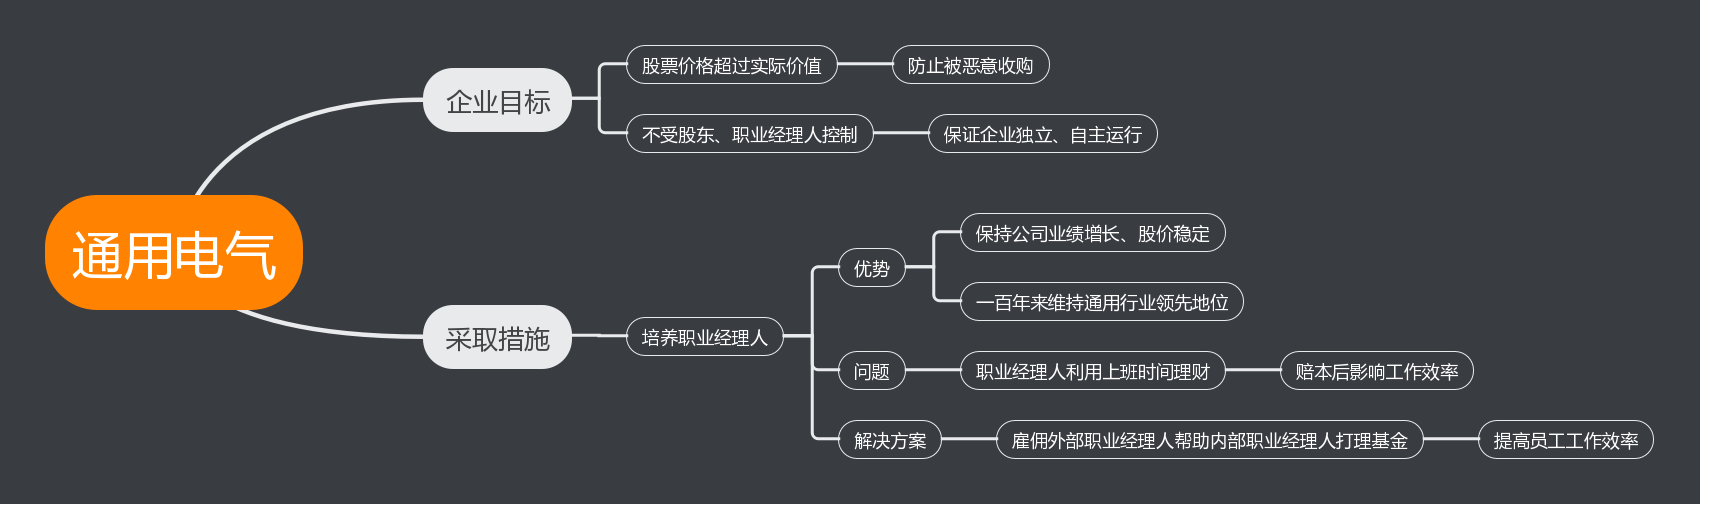 通用电气
企业目标
股票价格超过实际价值
防止被恶意收购
不受股东、职业经理人控制
保证企业独立、自主运行
采取措施
培养职业经理人
优势
保持公司业绩增长、股价稳定
一百年来维持通用行业领先地位
问题
职业经理人利用上班时间理财
赔本后影响工作效率
解决方案
雇佣外部职业经理人帮助内部职业经理人打理基金
提高员工工作效率